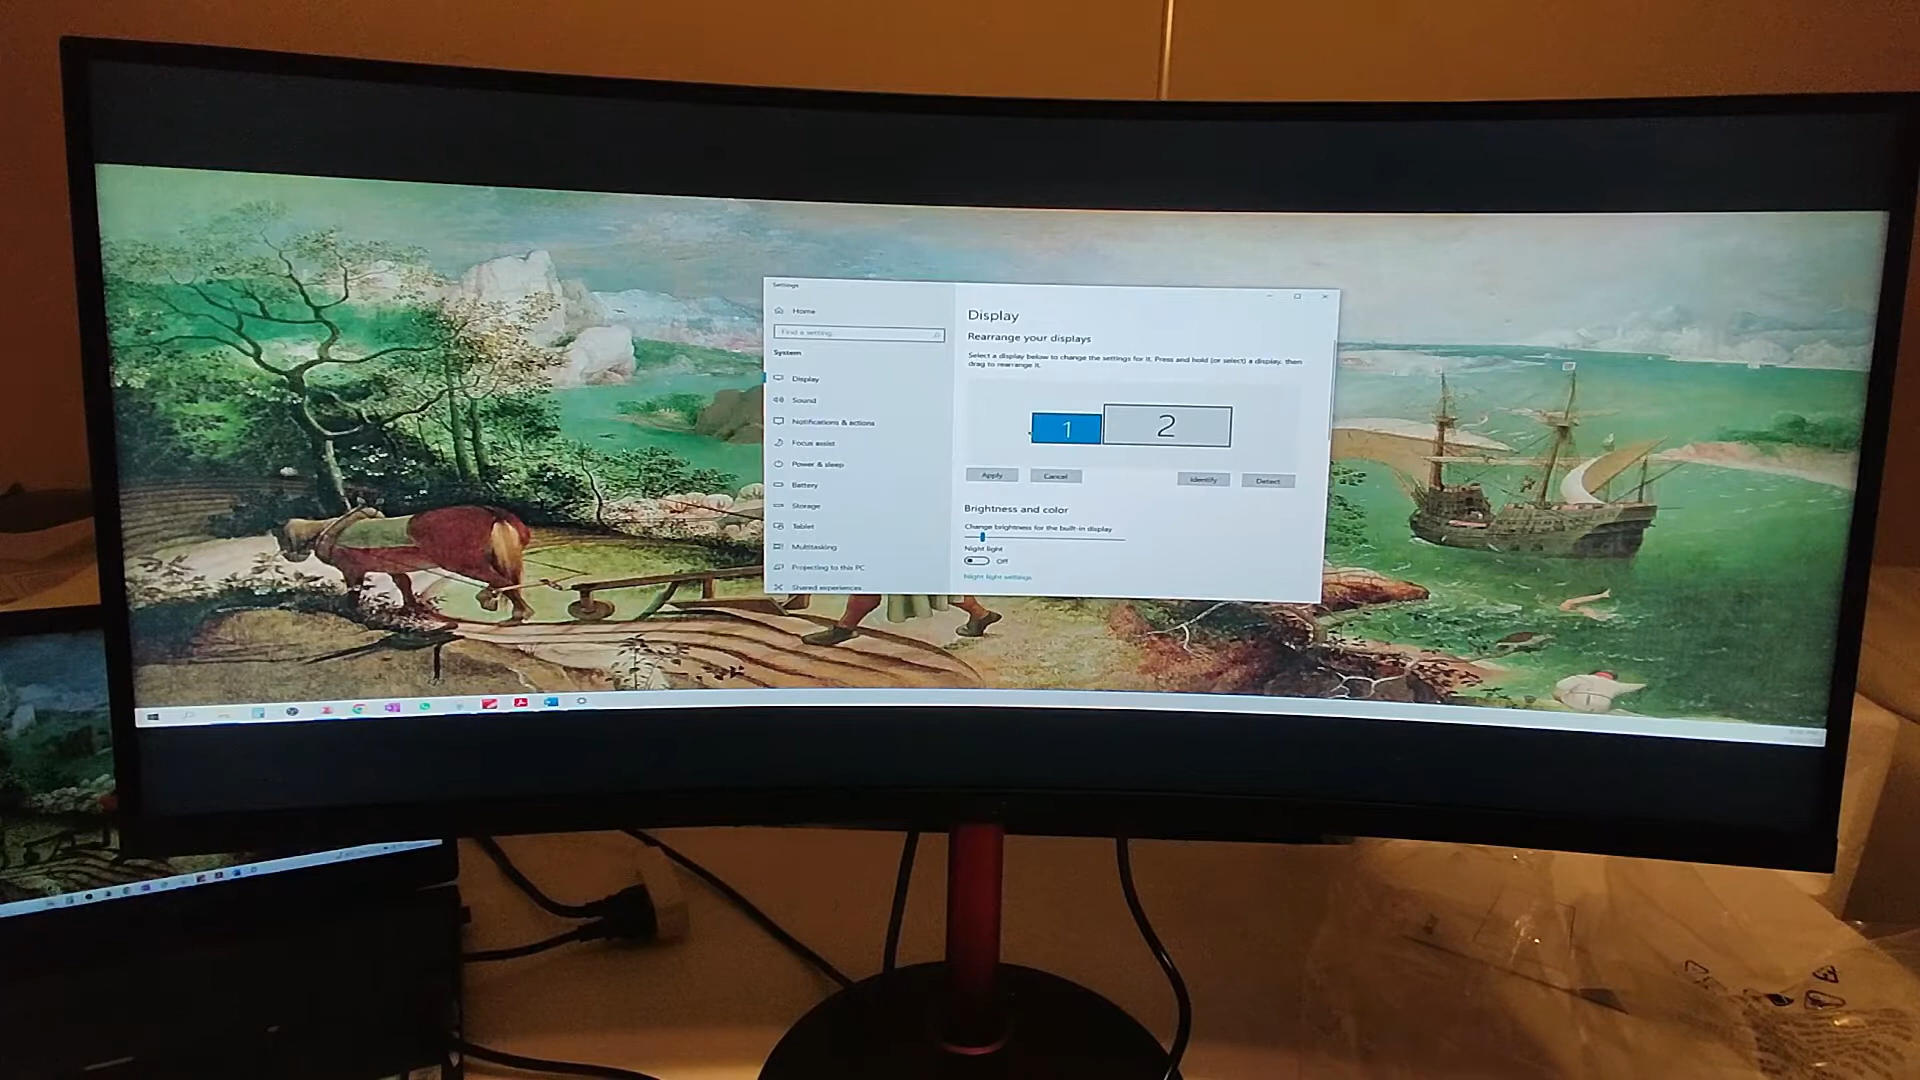 Settings
Home
Find a setting
System
Display
Sound
Notifications & actions
Focus assist
Power & sleep
Battery
Storage
Tablet
Multitasking
Projecting to this PC
Shared experiences
Display
Rearrange your displays
Select a display below to change the settings for it. Press and hold (or select) a display, then
drag to rearrange it.
1
2
Apply
Cancel
Identify
Detect
Brightness and color
Change brightness for the built-in display
Night light
Off
Night light settings